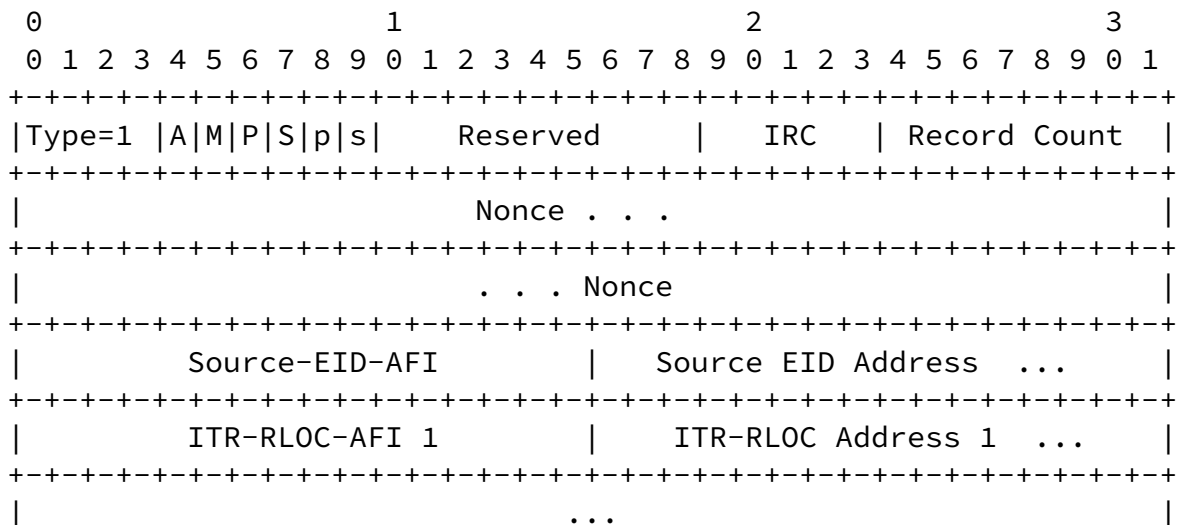 0                   1                   2                   3
 0 1 2 3 4 5 6 7 8 9 0 1 2 3 4 5 6 7 8 9 0 1 2 3 4 5 6 7 8 9 0 1
+-+-+-+-+-+-+-+-+-+-+-+-+-+-+-+-+-+-+-+-+-+-+-+-+-+-+-+-+-+-+-+-+
|Type=1 |A|M|P|S|p|s|    Reserved     |   IRC   | Record Count  |
+-+-+-+-+-+-+-+-+-+-+-+-+-+-+-+-+-+-+-+-+-+-+-+-+-+-+-+-+-+-+-+-+
|                         Nonce . . .                           |
+-+-+-+-+-+-+-+-+-+-+-+-+-+-+-+-+-+-+-+-+-+-+-+-+-+-+-+-+-+-+-+-+
|                         . . . Nonce                           |
+-+-+-+-+-+-+-+-+-+-+-+-+-+-+-+-+-+-+-+-+-+-+-+-+-+-+-+-+-+-+-+-+
|         Source-EID-AFI        |   Source EID Address  ...     |
+-+-+-+-+-+-+-+-+-+-+-+-+-+-+-+-+-+-+-+-+-+-+-+-+-+-+-+-+-+-+-+-+
|         ITR-RLOC-AFI 1        |    ITR-RLOC Address 1  ...    |
+-+-+-+-+-+-+-+-+-+-+-+-+-+-+-+-+-+-+-+-+-+-+-+-+-+-+-+-+-+-+-+-+
|                              ...                              |